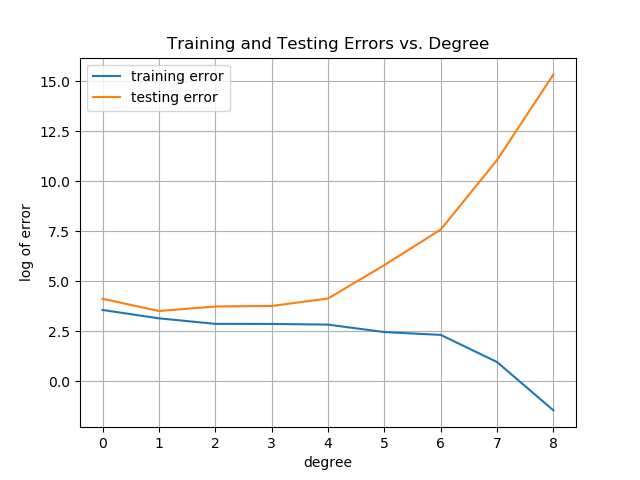 Training and Testing Errors vs. Degree
training error
testing error
15.0
12.5
10.0
7.5
5.0
2.5
0.0
log of error
0 1 2 3 4 5 6 7 8
degree